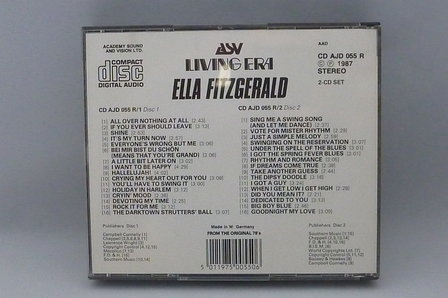 ACADEMY SOUND
AND VISION LTD.
COMPACT
disc
DIGITAL AUDIO
ASV
LIVING ERA
ELLA FITZGERALD
AAD
CD AJD 055 R
© ℗ 1987
STEREO
2-CD SET
CD AJD 055 R/1 Disc 1
[1] ALL OVER NOTHING AT ALL [2.43]
[2] IF YOU EVER SHOULD LEAVE [3.13]
[3] SHINE
[4] IT'S MY TURN NOW [2.57]
[5] EVERYONE'S WRONG BUT ME
[6] BEI MIR BIST DU SCHÖN
(MEANS THAT YOU'RE GRAND)
[7] A LITTLE BIT LATER ON
[8] I WANT TO BE HAPPY
[9] HALLELUJAH!
[10] CRYING MY HEART OUT FOR YOU
[11] YOU'LL HAVE TO SWING IT
[12] HOLIDAY IN HARLEM
[13] CRYIN' MOOD
[14] DEVOTING MY TIME
[15] ROCK IT FOR ME
[16] THE DARKTOWN STRUTTERS' BALL
CD AJD 055 R/2 Disc 2
[1] SING ME A SWING SONG
(AND LET ME DANCE)
[2] VOTE FOR MISTER RHYTHM
[3] JUST A SIMPLE MELODY
[4] SWINGING ON THE RESERVATION
[5] UNDER THE SPELL OF THE BLUES
[6] I GOT THE SPRING FEVER BLUES
[7] RHYTHM AND ROMANCE
[8] IF DREAMS COME TRUE
[9] TAKE ANOTHER GUESS
[10] THE DIPSY DOODLE
[11] I GOT A GUY
[12] WHEN I GET LOW I GET HIGH
[13] DID YOU MEAN IT?
[14] DEDICATED TO YOU
[15] BIG BOY BLUE
[16] GOODNIGHT MY LOVE
Publishers: Disc 1
Made in W. Germany
FROM THE ORIGINAL 78's
5 011975 005506
Publishers: Disc 2